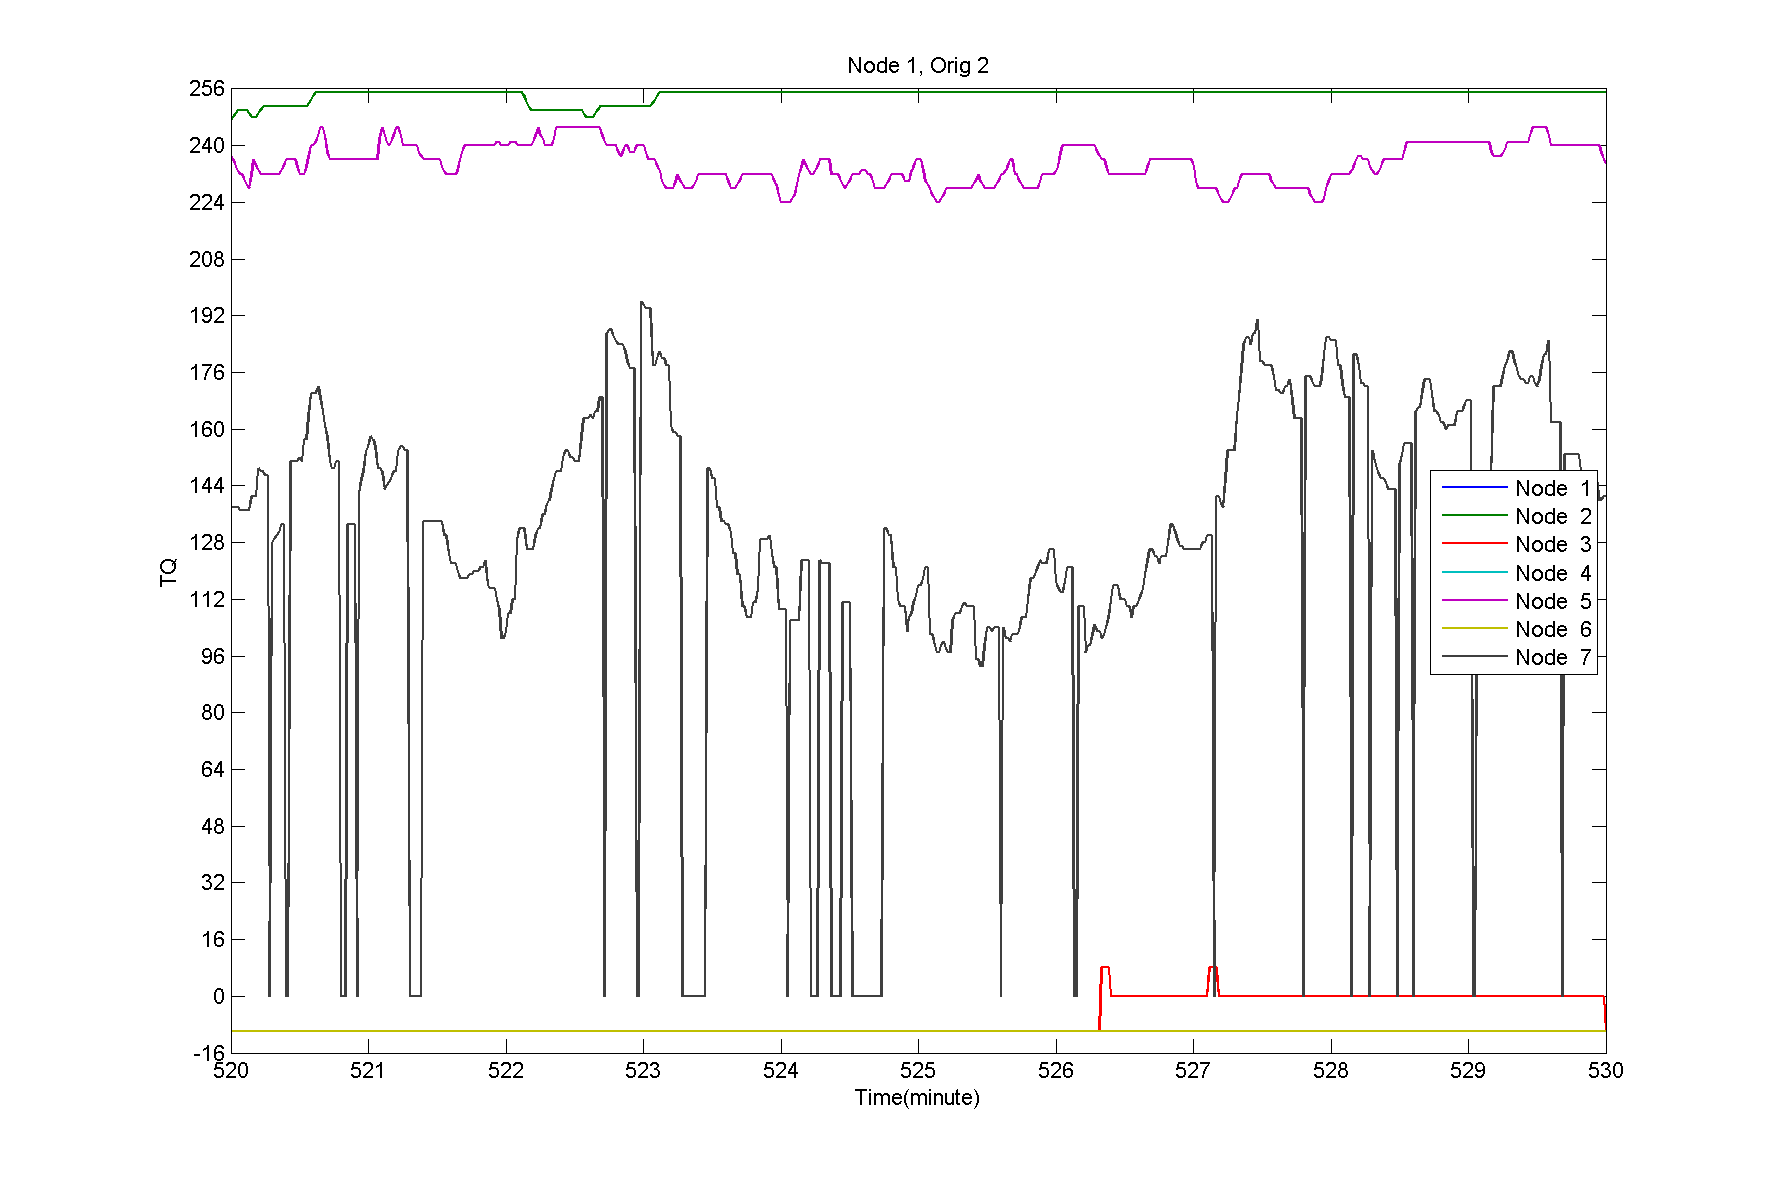 Node 1, Orig 2
256
240
224
208
192
176
160
144
128
112
96
80
64
48
32
16
0
-16
TQ
Node 1
Node 2
Node 3
Node 4
Node 5
Node 6
Node 7
520 521 522 523 524 525 526 527 528 529 530
Time(minute)